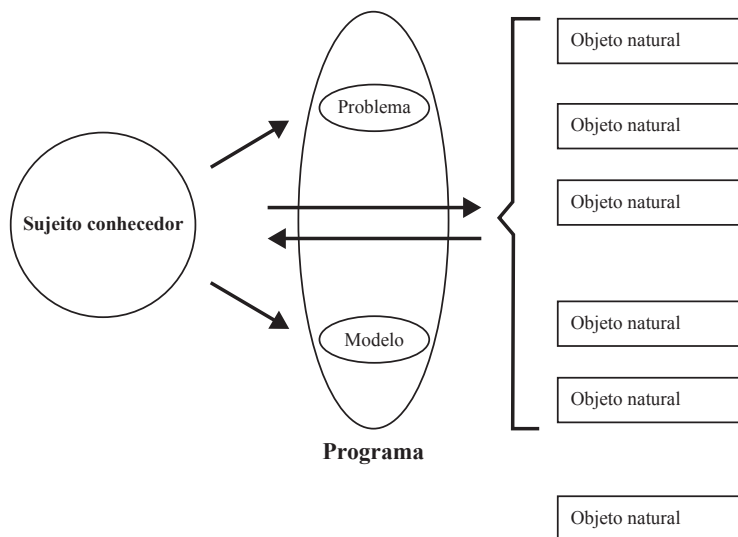 Objeto natural
Problema
Objeto natural
Objeto natural
Sujeito conhecedor
Objeto natural
Modelo
Objeto natural
Programa
Objeto natural